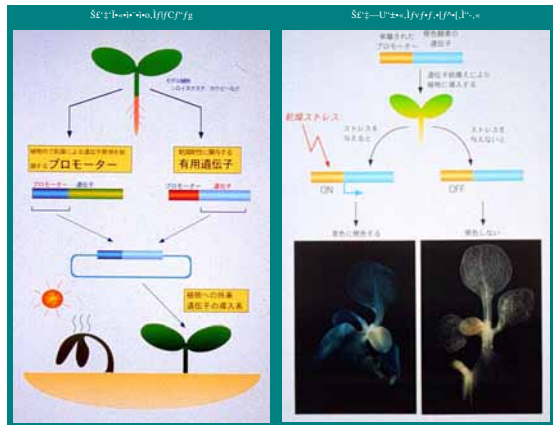 モデル植物
シロイヌナズナ、カウピーなど
植物内で乾燥による遺伝子発現を制
御するプロモーター
乾燥耐性に関与する
有用遺伝子
プロモーター 遺伝子
プロモーター 遺伝子
植物への外来
遺伝子の導入系
単離された
プロモーター
発色酵素の
遺伝子
遺伝子組換えにより
植物に導入する
乾燥ストレス
ストレスを
与えると
ストレスを
与えないと
ON
OFF
青色に発色する
発色しない